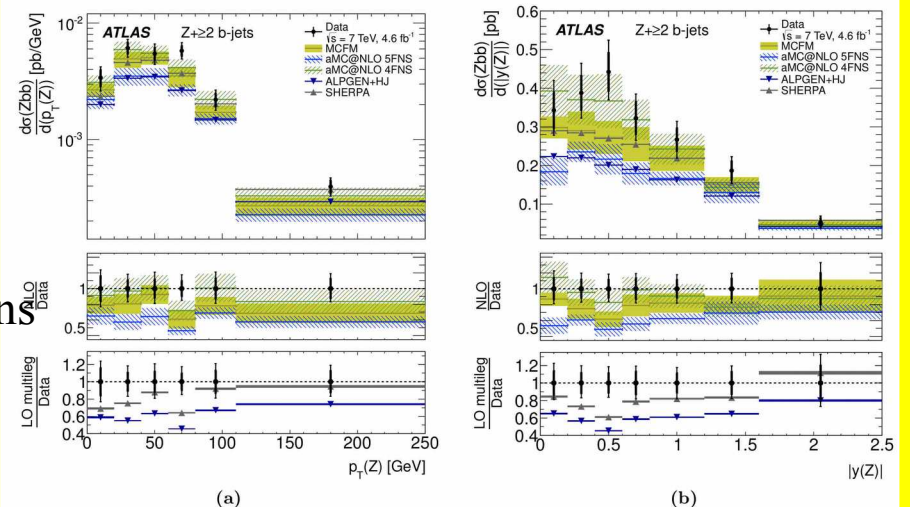 ATLAS Z+≥2 b-jets
Data
√s = 7 TeV, 4.6 fb⁻¹
MCFM
aMC@NLO 5FNS
aMC@NLO 4FNS
ALPGEN+HJ
SHERPA
dσ(Zbb)/d(p_T(Z)) [pb/GeV]
10⁻²
10⁻³
NLO/Data
1
0.5
ns
LO multileg/Data
1.2
1
0.8
0.6
0.4
0 50 100 150 200 250
p_T(Z) [GeV]
(a)
ATLAS Z+≥2 b-jets
Data
√s = 7 TeV, 4.6 fb⁻¹
MCFM
aMC@NLO 5FNS
aMC@NLO 4FNS
ALPGEN+HJ
SHERPA
dσ(Zbb)/d(|y(Z)|) [pb]
0.6
0.5
0.4
0.3
0.2
0.1
NLO/Data
1
0.5
LO multileg/Data
1.2
1
0.8
0.6
0.4
0 0.5 1 1.5 2 2.5
|y(Z)|
(b)